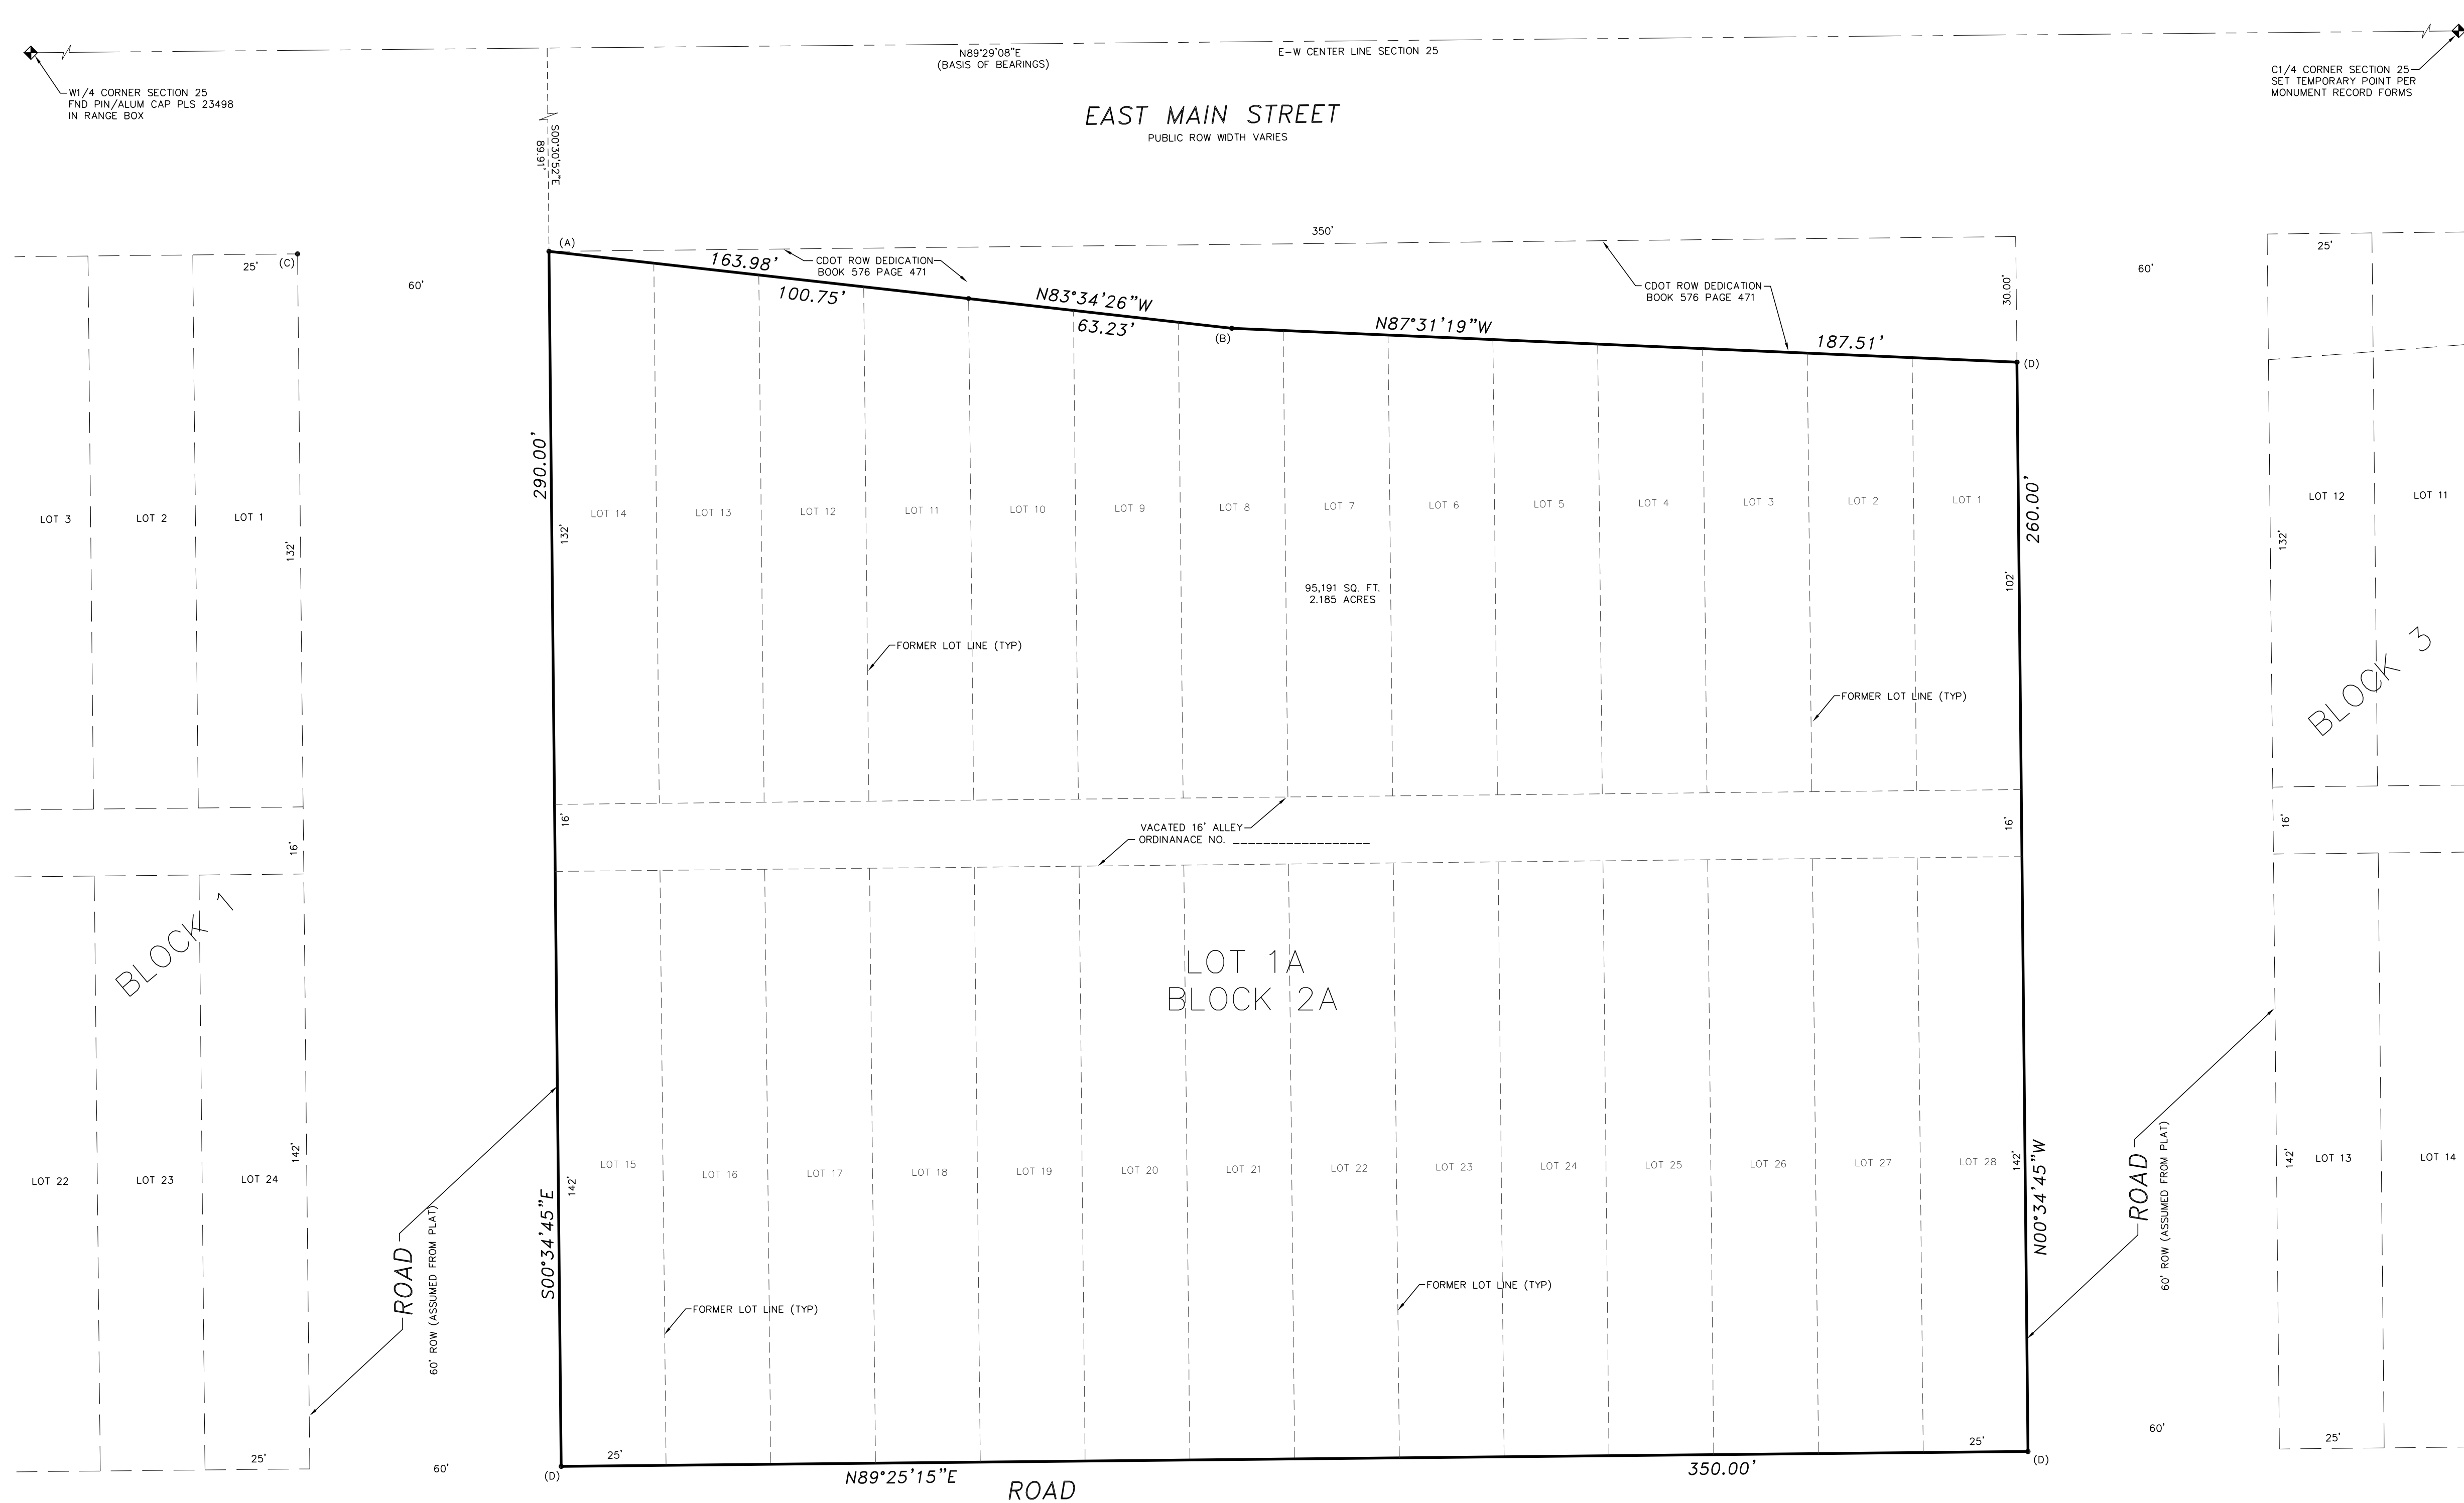 N89°29'08"E
(BASIS OF BEARINGS)
E-W CENTER LINE SECTION 25
W1/4 CORNER SECTION 25
FND PIN/ALUM CAP PLS 23498
IN RANGE BOX
C1/4 CORNER SECTION 25
SET TEMPORARY POINT PER
MONUMENT RECORD FORMS
EAST MAIN STREET
PUBLIC ROW WIDTH VARIES
S00°30'52"E
89.91'
350'
(A)
(C)
25'
60'
163.98'
100.75'
CDOT ROW DEDICATION
BOOK 576 PAGE 471
N83°34'26"W
63.23'
(B)
N87°31'19"W
187.51'
CDOT ROW DEDICATION
BOOK 576 PAGE 471
30.00'
(D)
60'
25'
290.00'
260.00'
LOT 3
LOT 2
LOT 1
132'
132'
LOT 14
LOT 13
LOT 12
LOT 11
LOT 10
LOT 9
LOT 8
LOT 7
LOT 6
LOT 5
LOT 4
LOT 3
LOT 2
LOT 1
102'
132'
LOT 12
LOT 11
95,191 SQ. FT.
2.185 ACRES
FORMER LOT LINE (TYP)
FORMER LOT LINE (TYP)
BLOCK 3
16'
16'
VACATED 16' ALLEY
ORDINANACE NO. __________________
16'
16'
BLOCK 1
LOT 1A
BLOCK 2A
LOT 22
LOT 23
LOT 24
142'
142'
LOT 15
LOT 16
LOT 17
LOT 18
LOT 19
LOT 20
LOT 21
LOT 22
LOT 23
LOT 24
LOT 25
LOT 26
LOT 27
LOT 28
142'
142'
LOT 13
LOT 14
S00°34'45"E
N00°34'45"W
ROAD
60' ROW (ASSUMED FROM PLAT)
ROAD
60' ROW (ASSUMED FROM PLAT)
FORMER LOT LINE (TYP)
FORMER LOT LINE (TYP)
25'
60'
(D)
25'
N89°25'15"E
ROAD
350.00'
25'
(D)
60'
25'